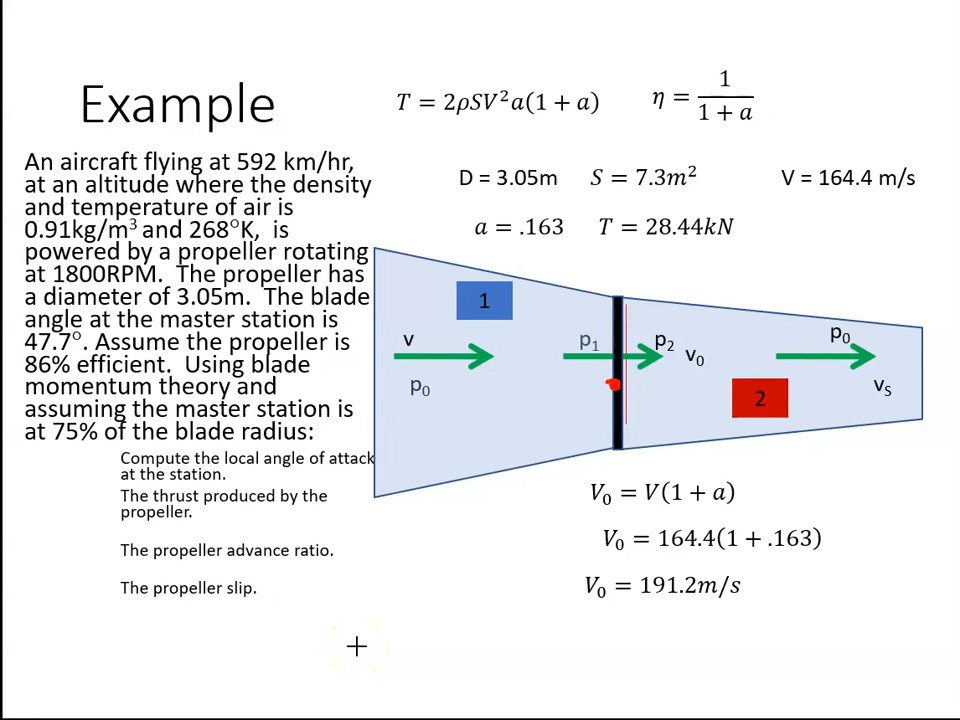 Example
T = 2ρSV²a(1 + a)
η = 1/(1 + a)
An aircraft flying at 592 km/hr,
at an altitude where the density
and temperature of air is
0.91kg/m³ and 268°K, is
powered by a propeller rotating
at 1800RPM. The propeller has
a diameter of 3.05m. The blade
angle at the master station is
47.7°. Assume the propeller is
86% efficient. Using blade
momentum theory and
assuming the master station is
at 75% of the blade radius:
Compute the local angle of attack
at the station.
The thrust produced by the
propeller.
The propeller advance ratio.
The propeller slip.
D = 3.05m S = 7.3m² V = 164.4 m/s
a = .163 T = 28.44kN
1
v
p₀
p₁
p₂
v₀
p₀
vₛ
2
V₀ = V(1 + a)
V₀ = 164.4(1 + .163)
V₀ = 191.2m/s